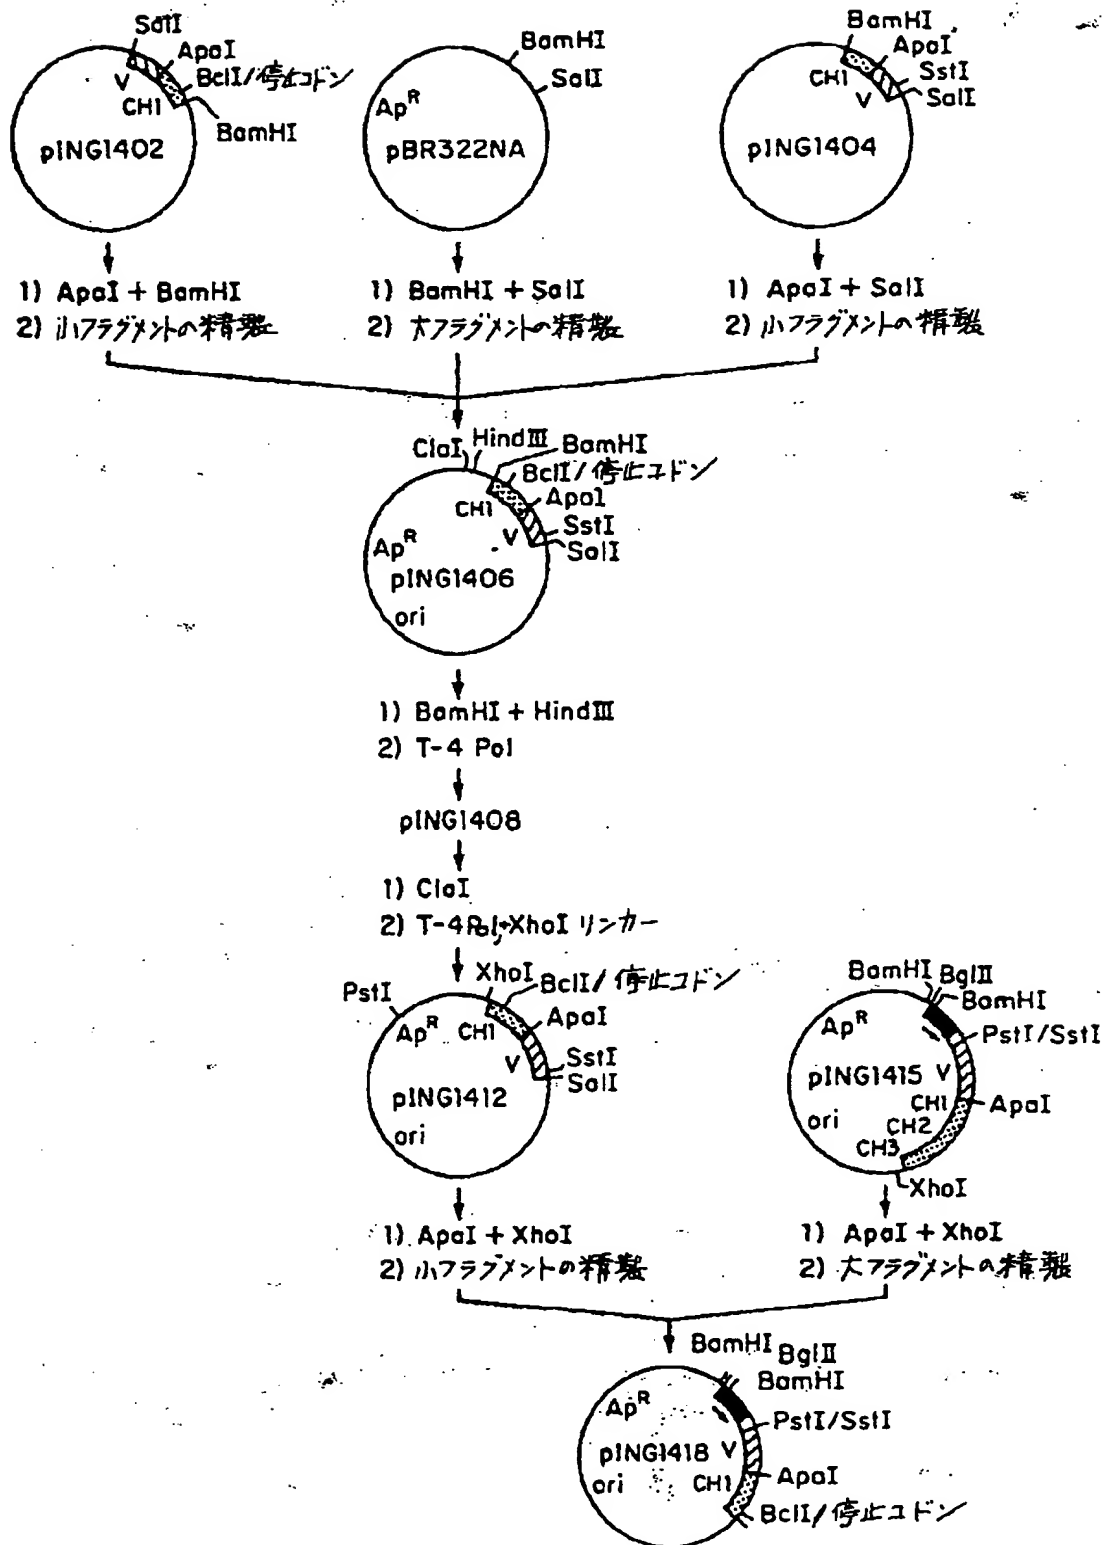 SalI
ApaI
BclI/停止コドン
V
CH1
BamHI
pING1402
BamHI
SalI
Ap^R
pBR322NA
BamHI
ApaI
SstI
CH1
V
SalI
pING1404
1) ApaI + BamHI
2) 小フラグメントの精製
1) BamHI + SalI
2) 大フラグメントの精製
1) ApaI + SalI
2) 小フラグメントの精製
ClaI
HindIII
BamHI
BclI/停止コドン
CH1
ApaI
V
SstI
SalI
Ap^R
pING1406
ori
1) BamHI + HindIII
2) T-4 Pol
pING1408
1) ClaI
2) T-4Pol,+XhoI リンカー
PstI
XhoI
BclI/停止コドン
Ap^R
CH1
ApaI
V
SstI
SalI
pING1412
ori
BamHI
BglII
BamHI
Ap^R
PstI/SstI
pING1415
V
CH1
ApaI
ori
CH2
CH3
XhoI
1) ApaI + XhoI
2) 小フラグメントの精製
1) ApaI + XhoI
2) 大フラグメントの精製
BamHI
BglII
BamHI
Ap^R
PstI/SstI
pING1418
V
ori
CH1
ApaI
BclI/停止コドン